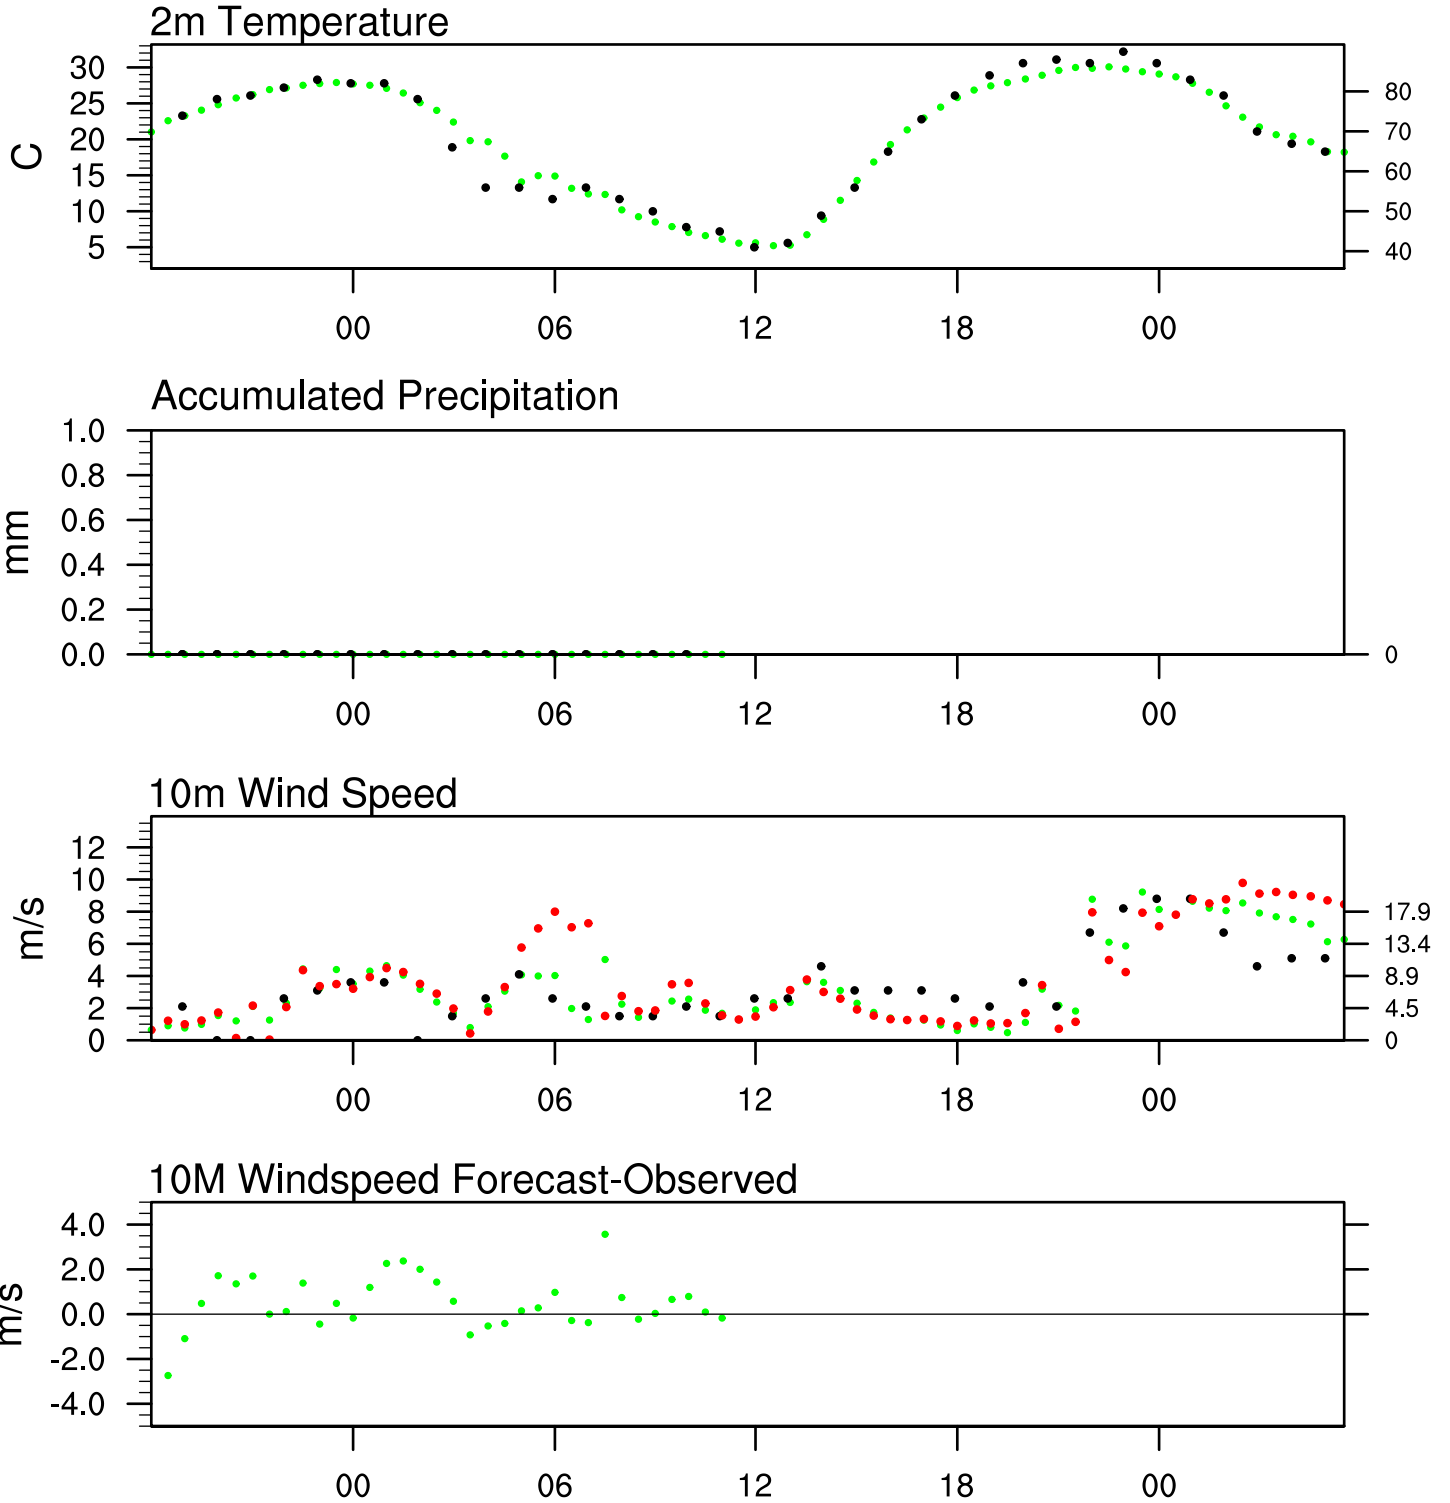 2m Temperature
C
30
25
20
15
10
5
80
70
60
50
40
00 06 12 18 00
Accumulated Precipitation
mm
1.0
0.8
0.6
0.4
0.2
0.0
0
00 06 12 18 00
10m Wind Speed
m/s
12
10
8
6
4
2
0
17.9
13.4
8.9
4.5
0
00 06 12 18 00
10M Windspeed Forecast-Observed
m/s
4.0
2.0
0.0
-2.0
-4.0
00 06 12 18 00